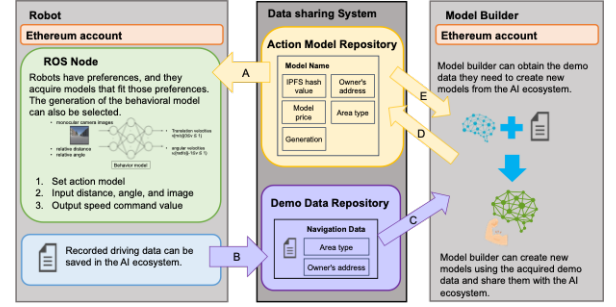 Robot
Ethereum account
ROS Node
Robots have preferences, and they
acquire models that fit those preferences.
The generation of the behavioral model
can also be selected.
• monocular camera images
• relative distance
• relative angle
Behavior model
Translation velocities
angular velocities
1. Set action model
2. Input distance, angle, and image
3. Output speed command value
Recorded driving data can be
saved in the AI ecosystem.
A
B
Data sharing System
Action Model Repository
Model Name
IPFS hash
value
Owner's
address
Model
price
Area type
Generation
Demo Data Repository
Navigation Data
Area type
Owner's address
E
D
C
Model Builder
Ethereum account
Model builder can obtain the demo
data they need to create new
models from the AI ecosystem.
Model builder can create new
models using the acquired demo
data and share them with the AI
ecosystem.